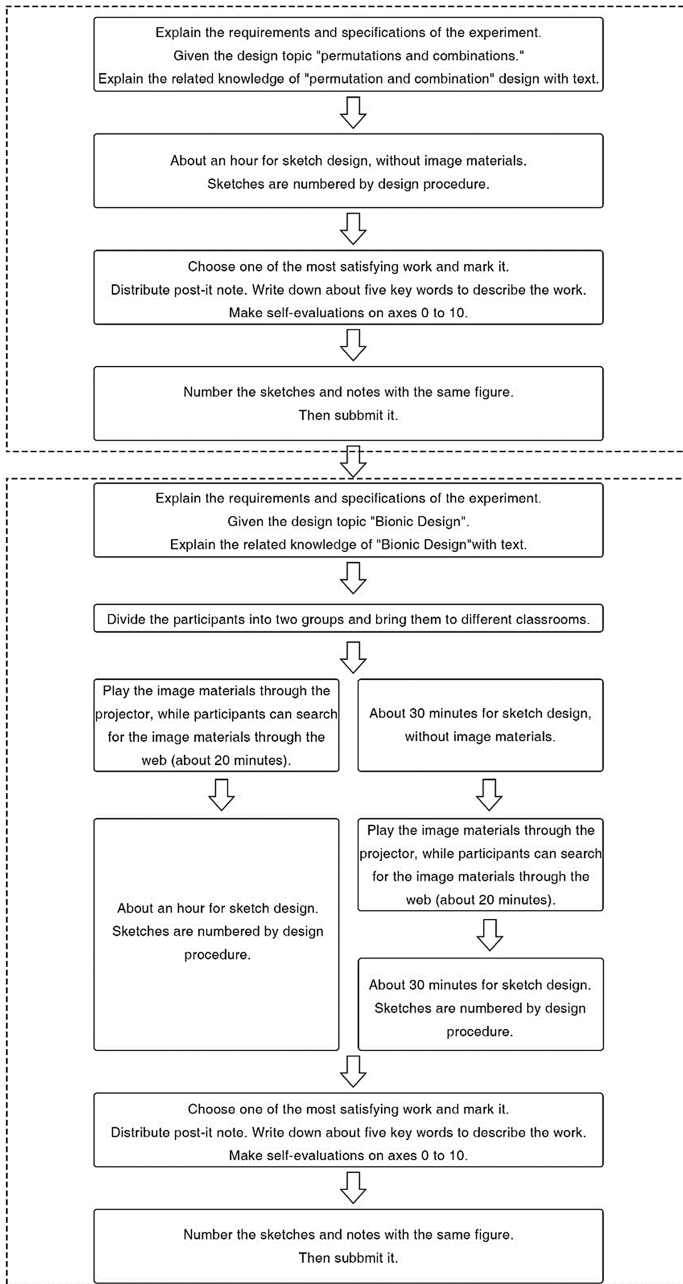 Explain the requirements and specifications of the experiment.
Given the design topic "permutations and combinations."
Explain the related knowledge of "permutation and combination" design with text.
About an hour for sketch design, without image materials.
Sketches are numbered by design procedure.
Choose one of the most satisfying work and mark it.
Distribute post-it note. Write down about five key words to describe the work.
Make self-evaluations on axes 0 to 10.
Number the sketches and notes with the same figure.
Then subbmit it.
Explain the requirements and specifications of the experiment.
Given the design topic "Bionic Design".
Explain the related knowledge of "Bionic Design"with text.
Divide the participants into two groups and bring them to different classrooms.
Play the image materials through the
projector, while participants can search
for the image materials through the
web (about 20 minutes).
About an hour for sketch design.
Sketches are numbered by design
procedure.
About 30 minutes for sketch design,
without image materials.
Play the image materials through the
projector, while participants can search
for the image materials through the
web (about 20 minutes).
About 30 minutes for sketch design.
Sketches are numbered by design
procedure.
Choose one of the most satisfying work and mark it.
Distribute post-it note. Write down about five key words to describe the work.
Make self-evaluations on axes 0 to 10.
Number the sketches and notes with the same figure.
Then subbmit it.